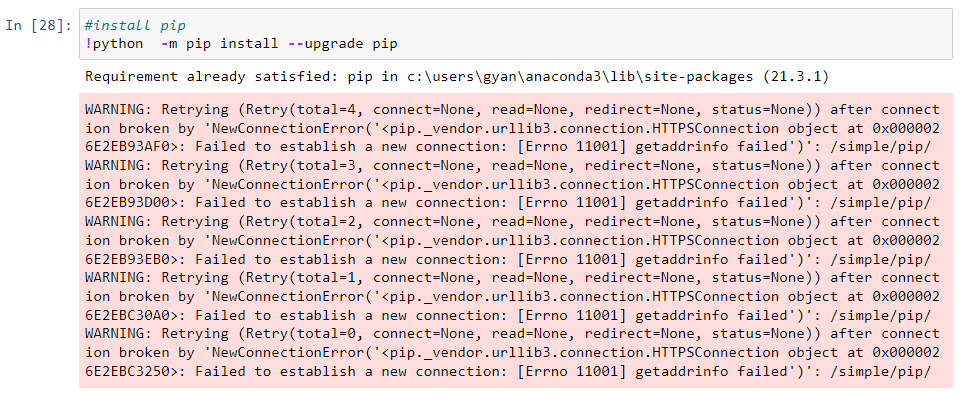 In [28]: #install pip
!python  -m pip install --upgrade pip
Requirement already satisfied: pip in c:\users\gyan\anaconda3\lib\site-packages (21.3.1)
WARNING: Retrying (Retry(total=4, connect=None, read=None, redirect=None, status=None)) after connect
ion broken by 'NewConnectionError('<pip._vendor.urllib3.connection.HTTPSConnection object at 0x000002
6E2EB93AF0>: Failed to establish a new connection: [Errno 11001] getaddrinfo failed')': /simple/pip/
WARNING: Retrying (Retry(total=3, connect=None, read=None, redirect=None, status=None)) after connect
ion broken by 'NewConnectionError('<pip._vendor.urllib3.connection.HTTPSConnection object at 0x000002
6E2EB93D00>: Failed to establish a new connection: [Errno 11001] getaddrinfo failed')': /simple/pip/
WARNING: Retrying (Retry(total=2, connect=None, read=None, redirect=None, status=None)) after connect
ion broken by 'NewConnectionError('<pip._vendor.urllib3.connection.HTTPSConnection object at 0x000002
6E2EB93EB0>: Failed to establish a new connection: [Errno 11001] getaddrinfo failed')': /simple/pip/
WARNING: Retrying (Retry(total=1, connect=None, read=None, redirect=None, status=None)) after connect
ion broken by 'NewConnectionError('<pip._vendor.urllib3.connection.HTTPSConnection object at 0x000002
6E2EBC30A0>: Failed to establish a new connection: [Errno 11001] getaddrinfo failed')': /simple/pip/
WARNING: Retrying (Retry(total=0, connect=None, read=None, redirect=None, status=None)) after connect
ion broken by 'NewConnectionError('<pip._vendor.urllib3.connection.HTTPSConnection object at 0x000002
6E2EBC3250>: Failed to establish a new connection: [Errno 11001] getaddrinfo failed')': /simple/pip/